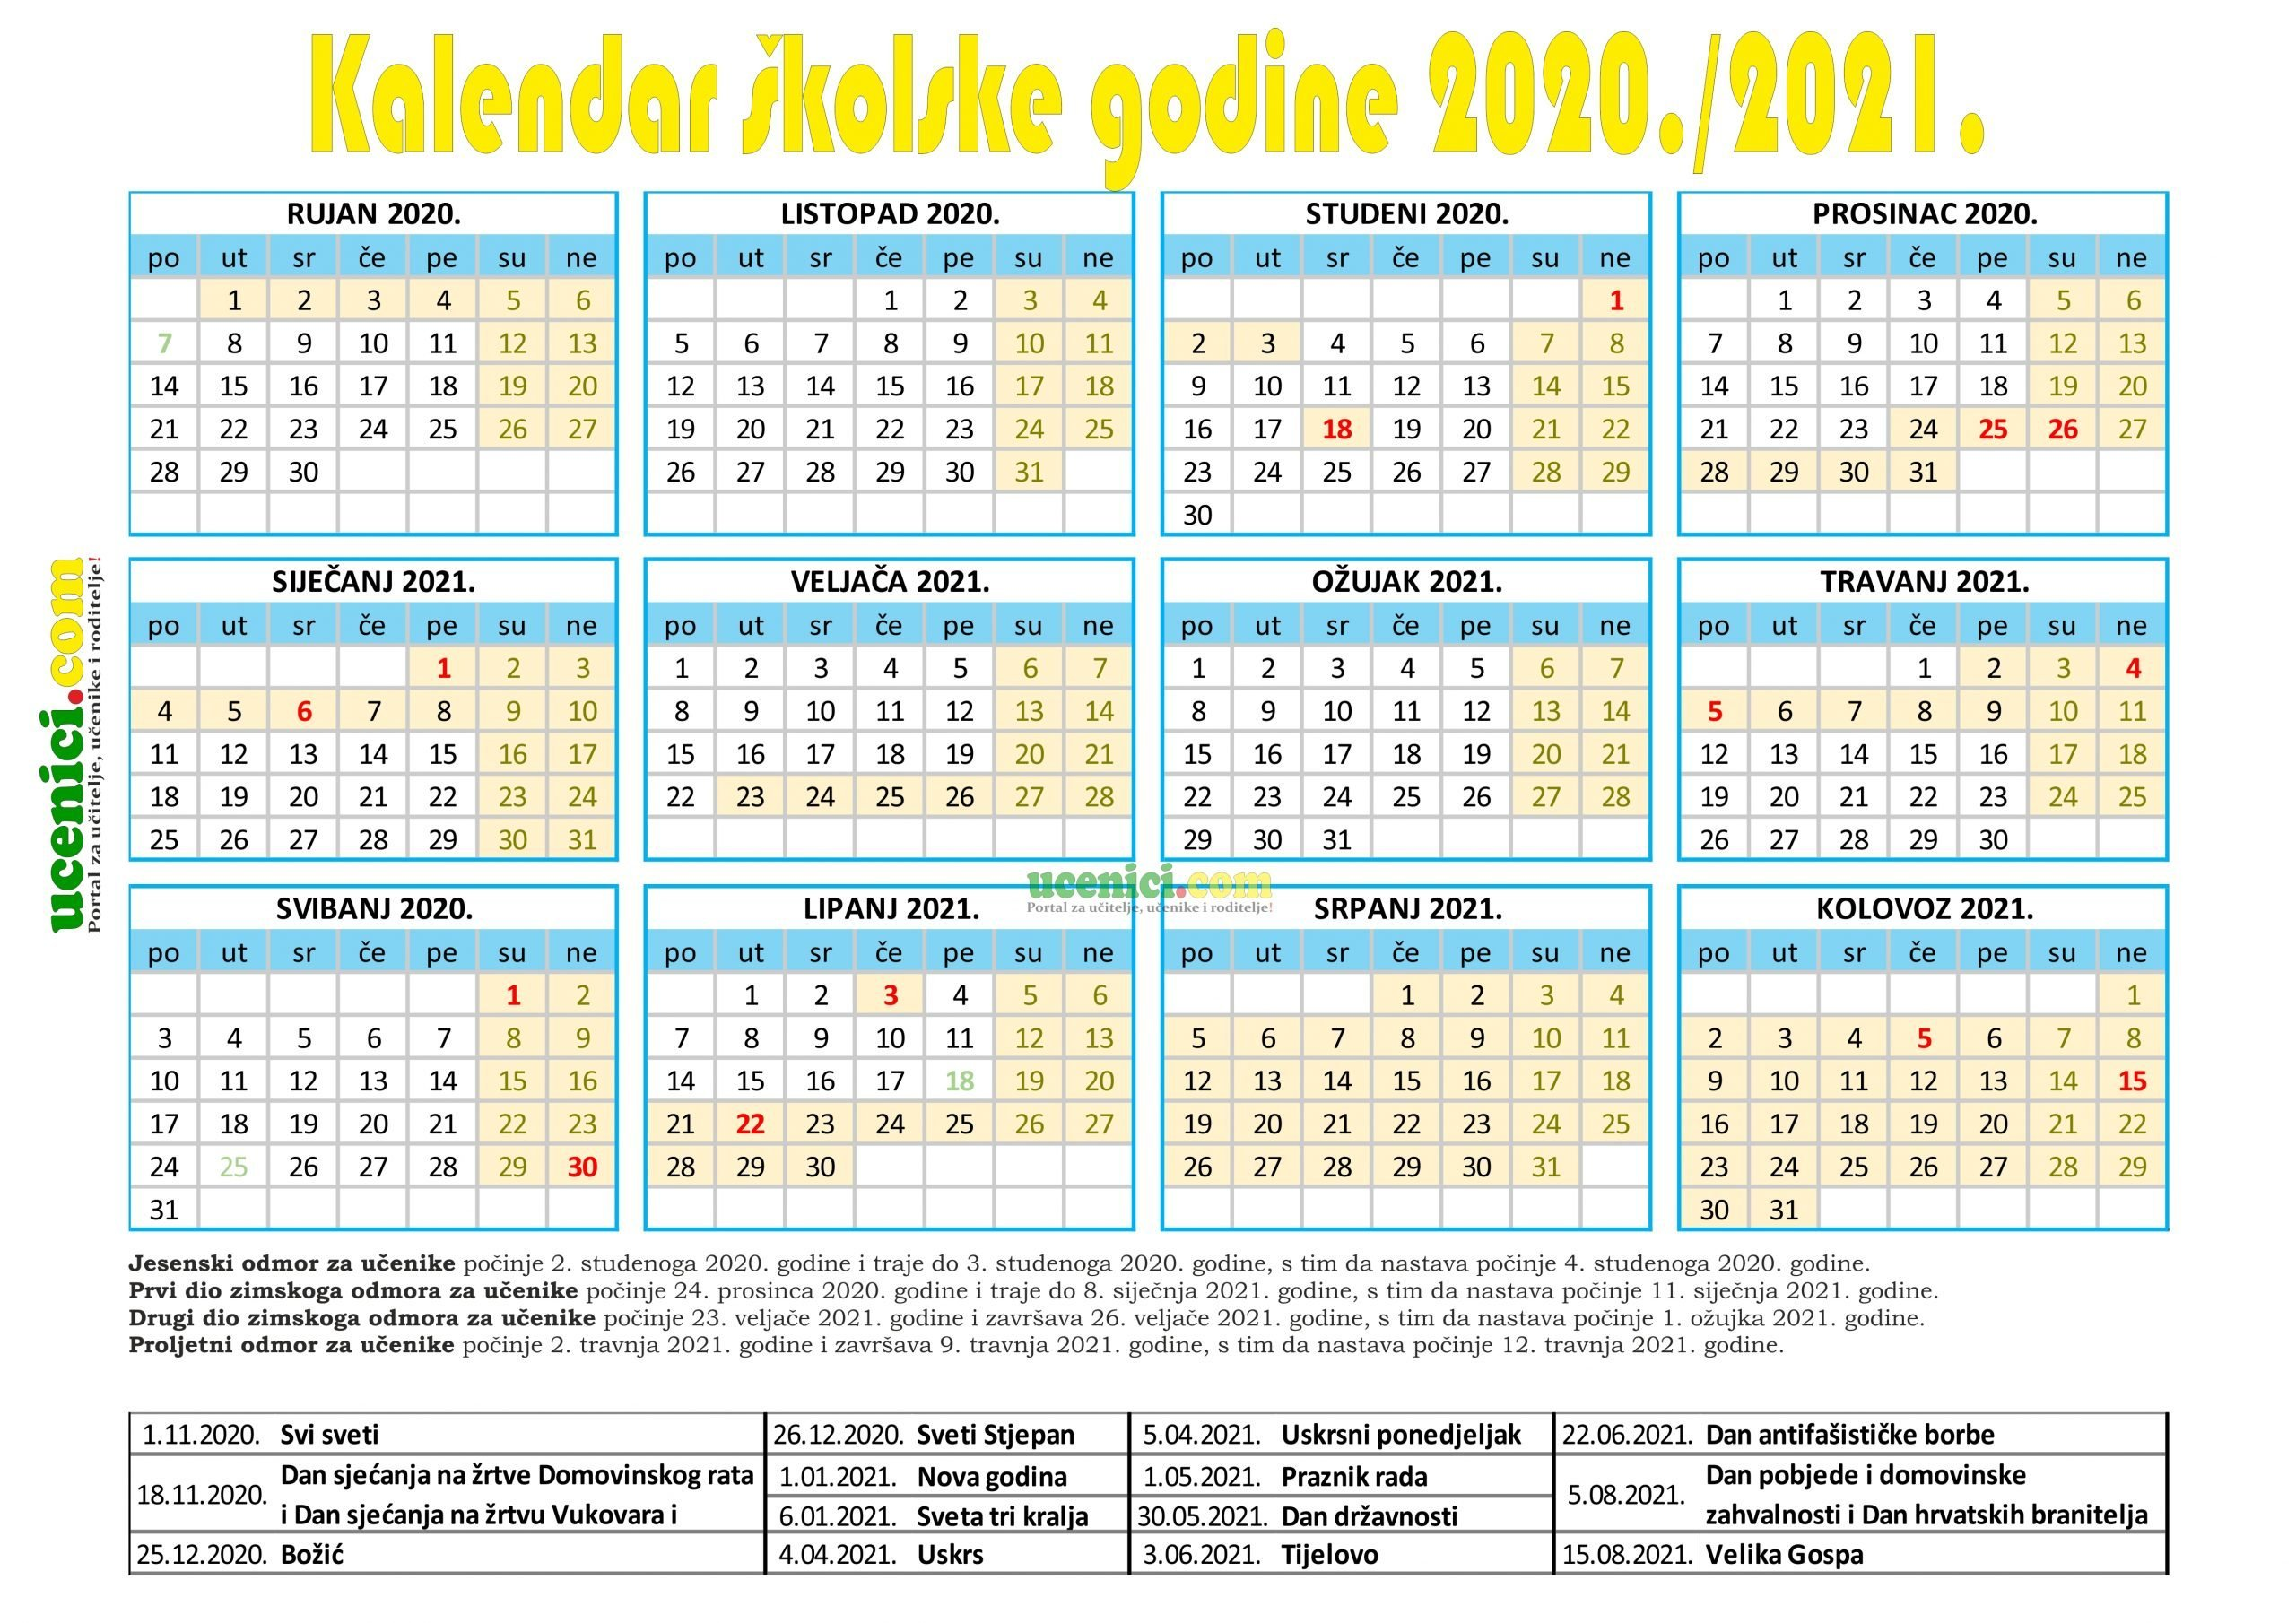 Kalendar školske godine 2020./2021.
RUJAN 2020.
po ut sr če pe su ne
1 2 3 4 5 6
7 8 9 10 11 12 13
14 15 16 17 18 19 20
21 22 23 24 25 26 27
28 29 30
LISTOPAD 2020.
po ut sr če pe su ne
1 2 3 4
5 6 7 8 9 10 11
12 13 14 15 16 17 18
19 20 21 22 23 24 25
26 27 28 29 30 31
STUDENI 2020.
po ut sr če pe su ne
1
2 3 4 5 6 7 8
9 10 11 12 13 14 15
16 17 18 19 20 21 22
23 24 25 26 27 28 29
30
PROSINAC 2020.
po ut sr če pe su ne
1 2 3 4 5 6
7 8 9 10 11 12 13
14 15 16 17 18 19 20
21 22 23 24 25 26 27
28 29 30 31
SIJEČANJ 2021.
po ut sr če pe su ne
1 2 3
4 5 6 7 8 9 10
11 12 13 14 15 16 17
18 19 20 21 22 23 24
25 26 27 28 29 30 31
VELJAČA 2021.
po ut sr če pe su ne
1 2 3 4 5 6 7
8 9 10 11 12 13 14
15 16 17 18 19 20 21
22 23 24 25 26 27 28
OŽUJAK 2021.
po ut sr če pe su ne
1 2 3 4 5 6 7
8 9 10 11 12 13 14
15 16 17 18 19 20 21
22 23 24 25 26 27 28
29 30 31
TRAVANJ 2021.
po ut sr če pe su ne
1 2 3 4
5 6 7 8 9 10 11
12 13 14 15 16 17 18
19 20 21 22 23 24 25
26 27 28 29 30
ucenici.com
Portal za učitelje, učenike i roditelje!
SVIBANJ 2020.
po ut sr če pe su ne
1 2
3 4 5 6 7 8 9
10 11 12 13 14 15 16
17 18 19 20 21 22 23
24 25 26 27 28 29 30
31
LIPANJ 2021.
po ut sr če pe su ne
1 2 3 4 5 6
7 8 9 10 11 12 13
14 15 16 17 18 19 20
21 22 23 24 25 26 27
28 29 30
ucenici.com
Portal za učitelje, učenike i roditelje!
SRPANJ 2021.
po ut sr če pe su ne
1 2 3 4
5 6 7 8 9 10 11
12 13 14 15 16 17 18
19 20 21 22 23 24 25
26 27 28 29 30 31
KOLOVOZ 2021.
po ut sr če pe su ne
1
2 3 4 5 6 7 8
9 10 11 12 13 14 15
16 17 18 19 20 21 22
23 24 25 26 27 28 29
30 31
Jesenski odmor za učenike počinje 2. studenoga 2020. godine i traje do 3. studenoga 2020. godine, s tim da nastava počinje 4. studenoga 2020. godine.
Prvi dio zimskoga odmora za učenike počinje 24. prosinca 2020. godine i traje do 8. siječnja 2021. godine, s tim da nastava počinje 11. siječnja 2021. godine.
Drugi dio zimskoga odmora za učenike počinje 23. veljače 2021. godine i završava 26. veljače 2021. godine, s tim da nastava počinje 1. ožujka 2021. godine.
Proljetni odmor za učenike počinje 2. travnja 2021. godine i završava 9. travnja 2021. godine, s tim da nastava počinje 12. travnja 2021. godine.
1.11.2020. Svi sveti
18.11.2020. Dan sjećanja na žrtve Domovinskog rata
i Dan sjećanja na žrtvu Vukovara i
25.12.2020. Božić
26.12.2020. Sveti Stjepan
1.01.2021. Nova godina
6.01.2021. Sveta tri kralja
4.04.2021. Uskrs
5.04.2021. Uskrsni ponedjeljak
1.05.2021. Praznik rada
30.05.2021. Dan državnosti
3.06.2021. Tijelovo
22.06.2021. Dan antifašističke borbe
5.08.2021. Dan pobjede i domovinske
zahvalnosti i Dan hrvatskih branitelja
15.08.2021. Velika Gospa